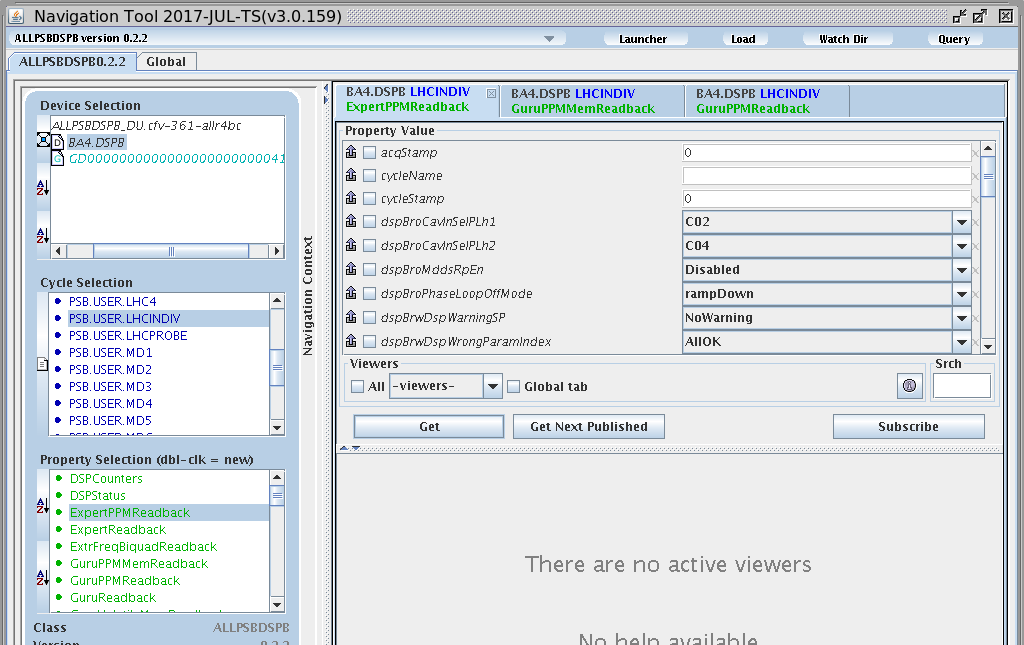 Navigation Tool 2017-JUL-TS(v3.0.159)
ALLPSBDSPB version 0.2.2
Launcher
Load
Watch Dir
Query
ALLPSBDSPB0.2.2
Global
Device Selection
ALLPSBDSPB_DU.cfv-361-allr4bc
D BA4.DSPB
G GD0000000000000000000000041
Cycle Selection
PSB.USER.LHC4
PSB.USER.LHCINDIV
PSB.USER.LHCPROBE
PSB.USER.MD1
PSB.USER.MD2
PSB.USER.MD3
PSB.USER.MD4
PSB.USER.MD5
Property Selection (dbl-clk = new)
DSPCounters
DSPStatus
ExpertPPMReadback
ExpertReadback
ExtrFreqBiquadReadback
GuruPPMMemReadback
GuruPPMReadback
GuruReadback
Class ALLPSBDSPB
Version 0.2.2
Navigation Context
BA4.DSPB LHCINDIV
ExpertPPMReadback
BA4.DSPB LHCINDIV
GuruPPMMemReadback
BA4.DSPB LHCINDIV
GuruPPMReadback
Property Value
acqStamp 0
cycleName
cycleStamp 0
dspBroCavInSelPLh1 C02
dspBroCavInSelPLh2 C04
dspBroMddsRpEn Disabled
dspBroPhaseLoopOffMode rampDown
dspBrwDspWarningSP NoWarning
dspBrwDspWrongParamIndex AllOK
Viewers
All -viewers- Global tab
Srch
Get
Get Next Published
Subscribe
There are no active viewers
No help available